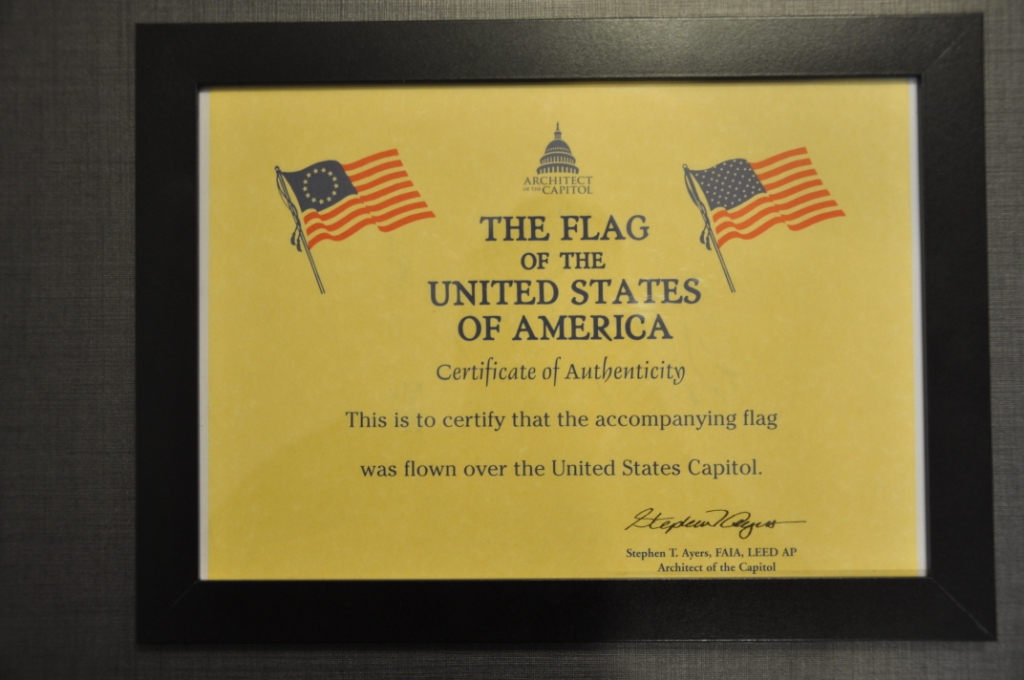 ARCHITECT
OF THE CAPITOL
THE FLAG
OF THE
UNITED STATES
OF AMERICA
Certificate of Authenticity
This is to certify that the accompanying flag
was flown over the United States Capitol.
Stephen T Ayers
Stephen T. Ayers, FAIA, LEED AP
Architect of the Capitol